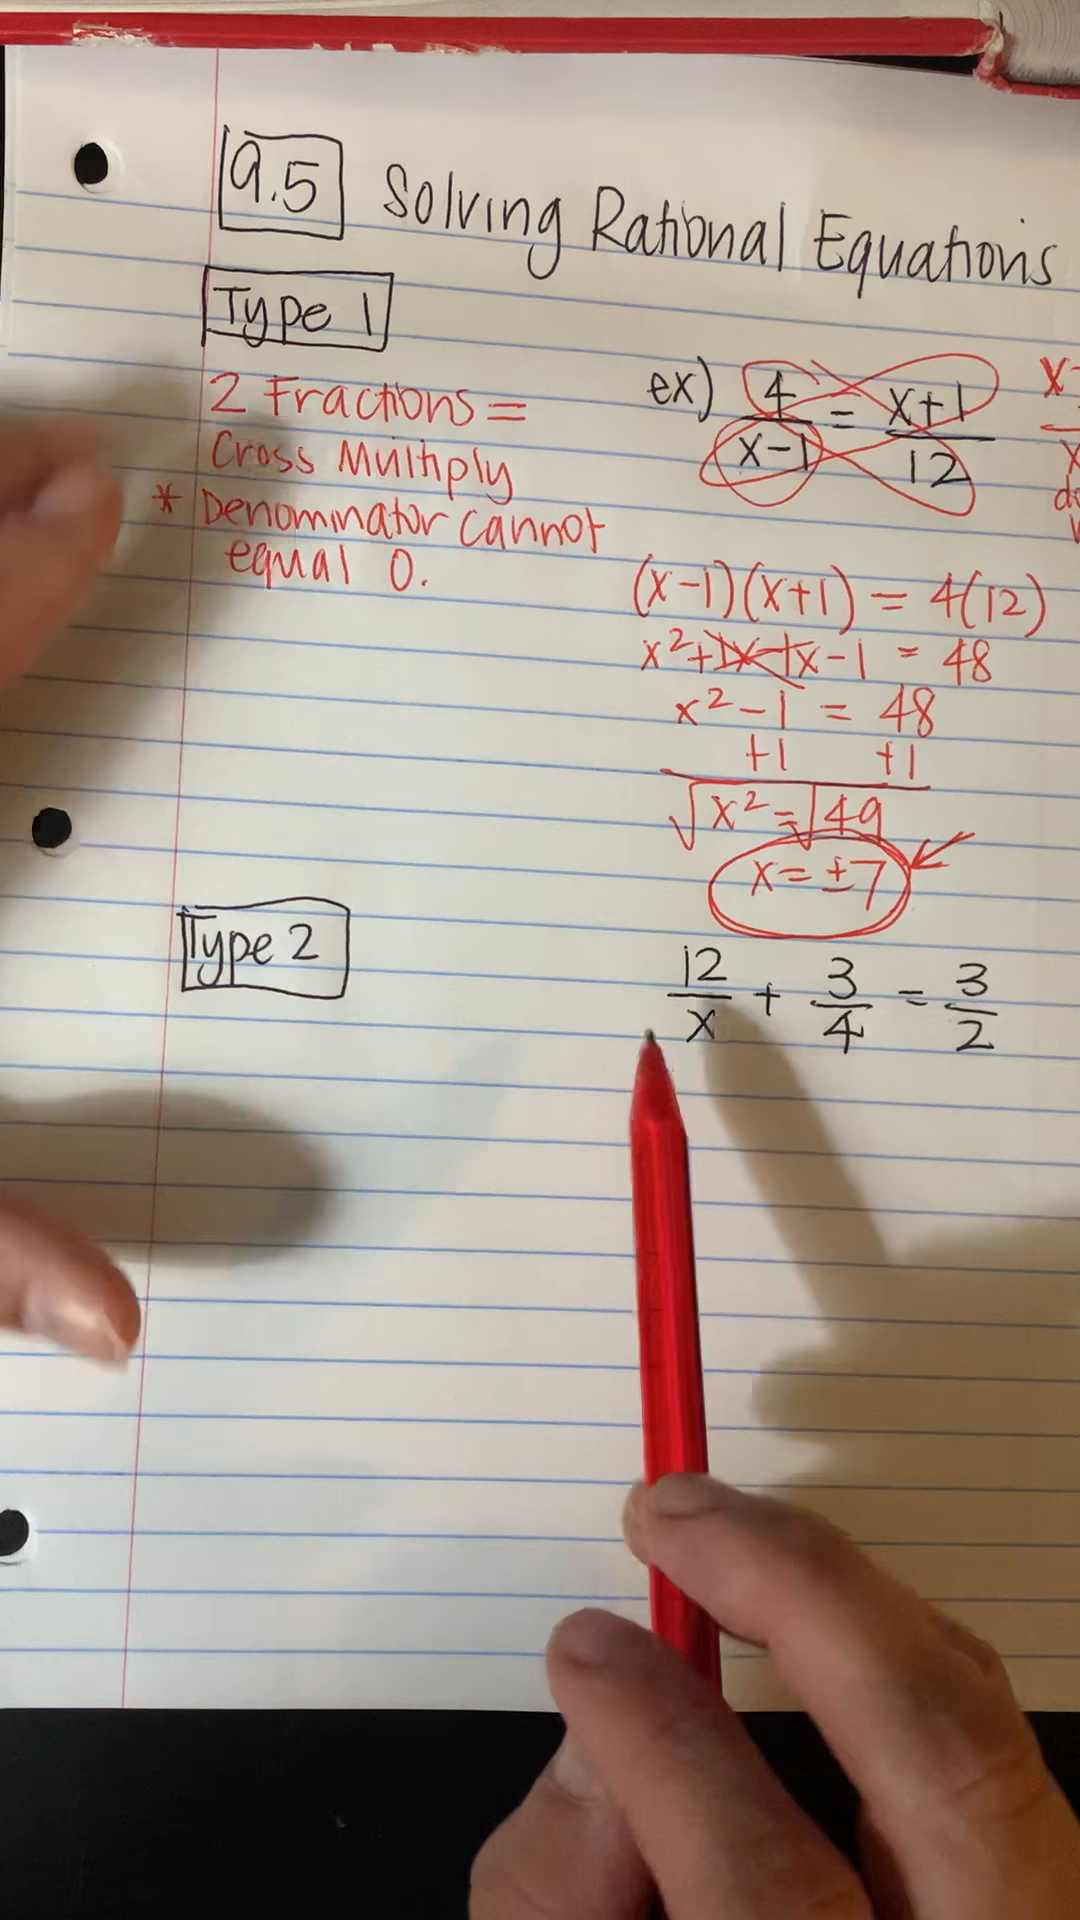 9.5 Solving Rational Equations
Type 1
2 Fractions =
Cross Multiply
* Denominator cannot
equal 0.
ex) 4/(x-1) = (x+1)/12
(x-1)(x+1) = 4(12)
x²+1x-1x-1 = 48
x²-1 = 48
+1 +1
√x² = √49
x = ±7
Type 2
12/x + 3/4 = 3/2